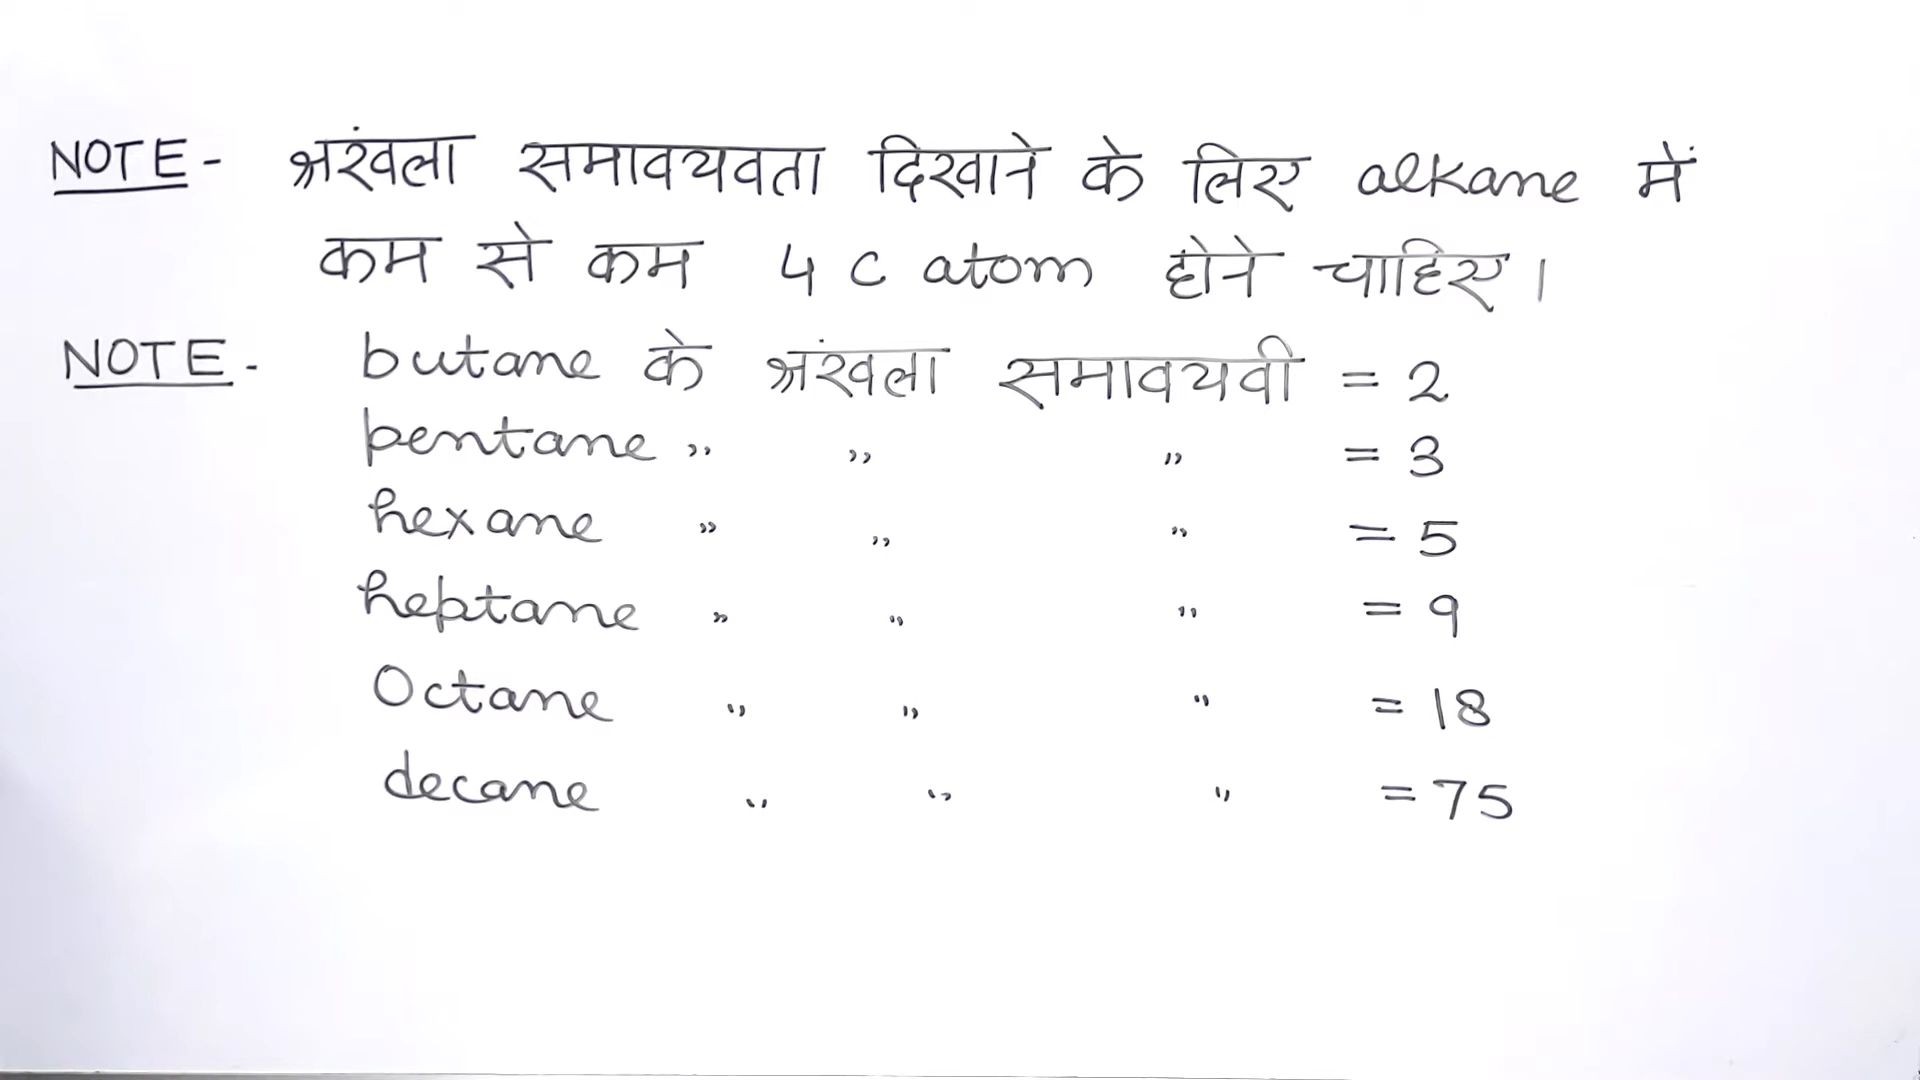 NOTE - श्रृंखला समावयवता दिखाने के लिए alkane में
कम से कम 4 C atom होने चाहिए।
NOTE - butane के श्रृंखला समावयवी = 2
pentane " " " = 3
hexane " " " = 5
heptane " " " = 9
Octane " " " = 18
decane " " " = 75